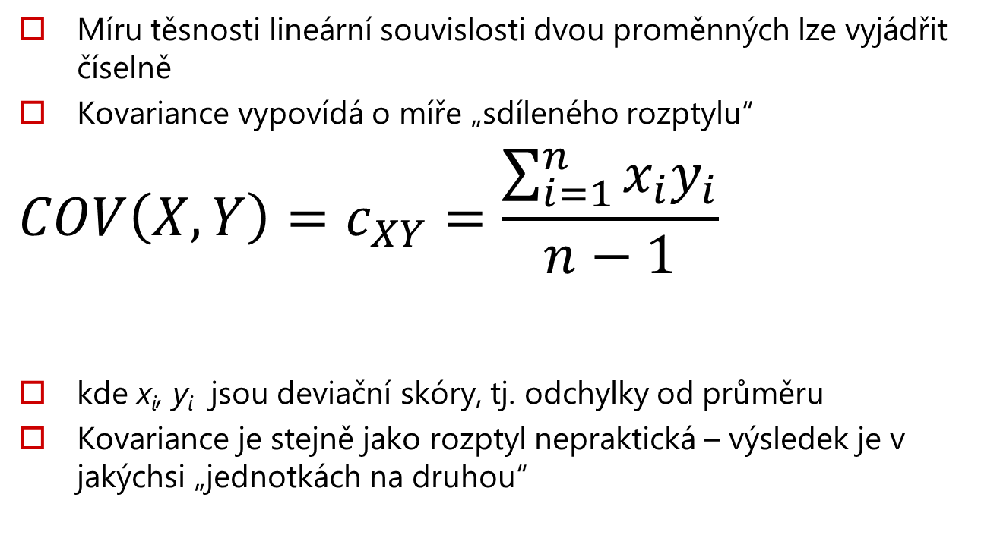 Míru těsnosti lineární souvislosti dvou proměnných lze vyjádřit
číselně
Kovariance vypovídá o míře „sdíleného rozptylu“
𝐶𝑂𝑉(𝑋, 𝑌) = 𝑐_{𝑋𝑌} = \frac{∑_{𝑖=1}^{𝑛} 𝑥_𝑖 𝑦_𝑖}{𝑛 − 1}
kde x_i, y_i jsou deviační skóry, tj. odchylky od průměru
Kovariance je stejně jako rozptyl nepraktická – výsledek je v
jakýchsi „jednotkách na druhou“